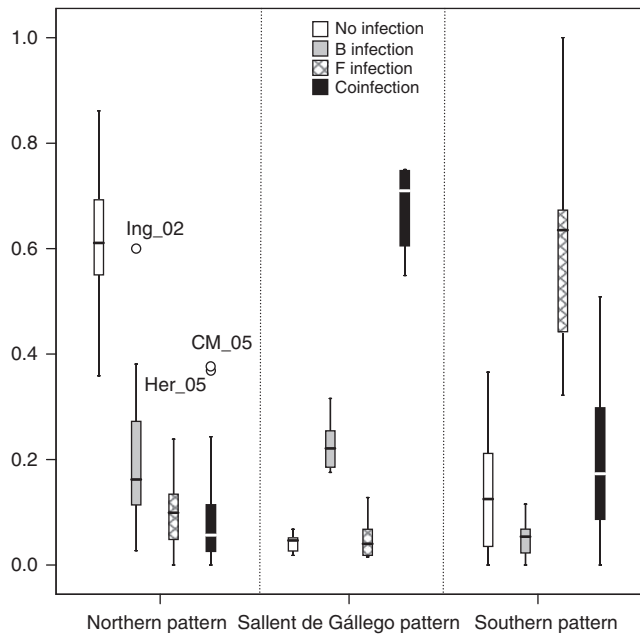 1.0
0.8
0.6
0.4
0.2
0.0
No infection
B infection
F infection
Coinfection
Ing_02
CM_05
Her_05
Northern pattern
Sallent de Gállego pattern
Southern pattern